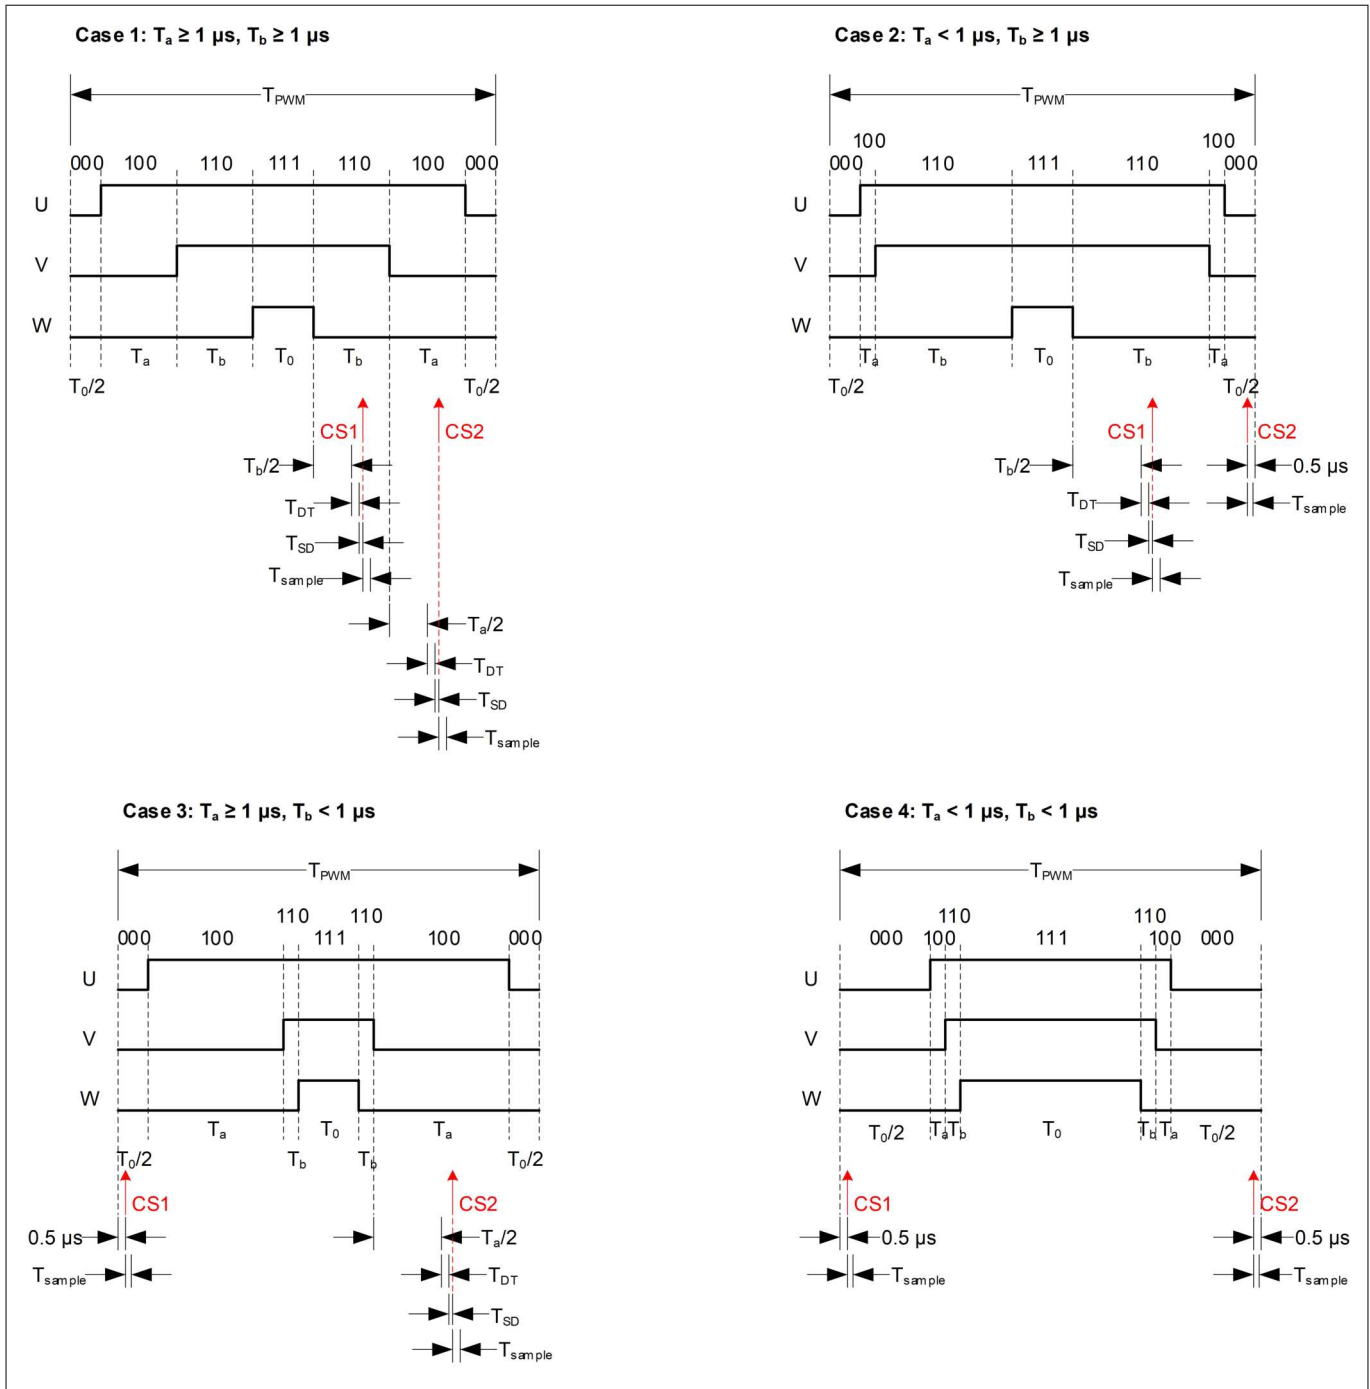 Case 1: Ta ≥ 1 µs, Tb ≥ 1 µs
TPWM
000 100 110 111 110 100 000
U
V
W
Ta Tb T0 Tb Ta
T0/2 T0/2
CS1 CS2
Tb/2
TDT
TSD
Tsample
Ta/2
TDT
TSD
Tsample
Case 2: Ta < 1 µs, Tb ≥ 1 µs
TPWM
100 100
000 110 111 110 000
U
V
W
Ta Tb T0 Tb Ta
T0/2 T0/2
CS1 CS2
Tb/2 0.5 µs
TDT Tsample
TSD
Tsample
Case 3: Ta ≥ 1 µs, Tb < 1 µs
TPWM
110 110
000 100 111 100 000
U
V
W
Ta T0 Ta
T0/2 Tb Tb T0/2
CS1 CS2
0.5 µs Ta/2
Tsample TDT
TSD
Tsample
Case 4: Ta < 1 µs, Tb < 1 µs
TPWM
110 110
000 100 111 100 000
U
V
W
T0/2 Ta Tb T0 Tb Ta T0/2
CS1 CS2
0.5 µs 0.5 µs
Tsample Tsample